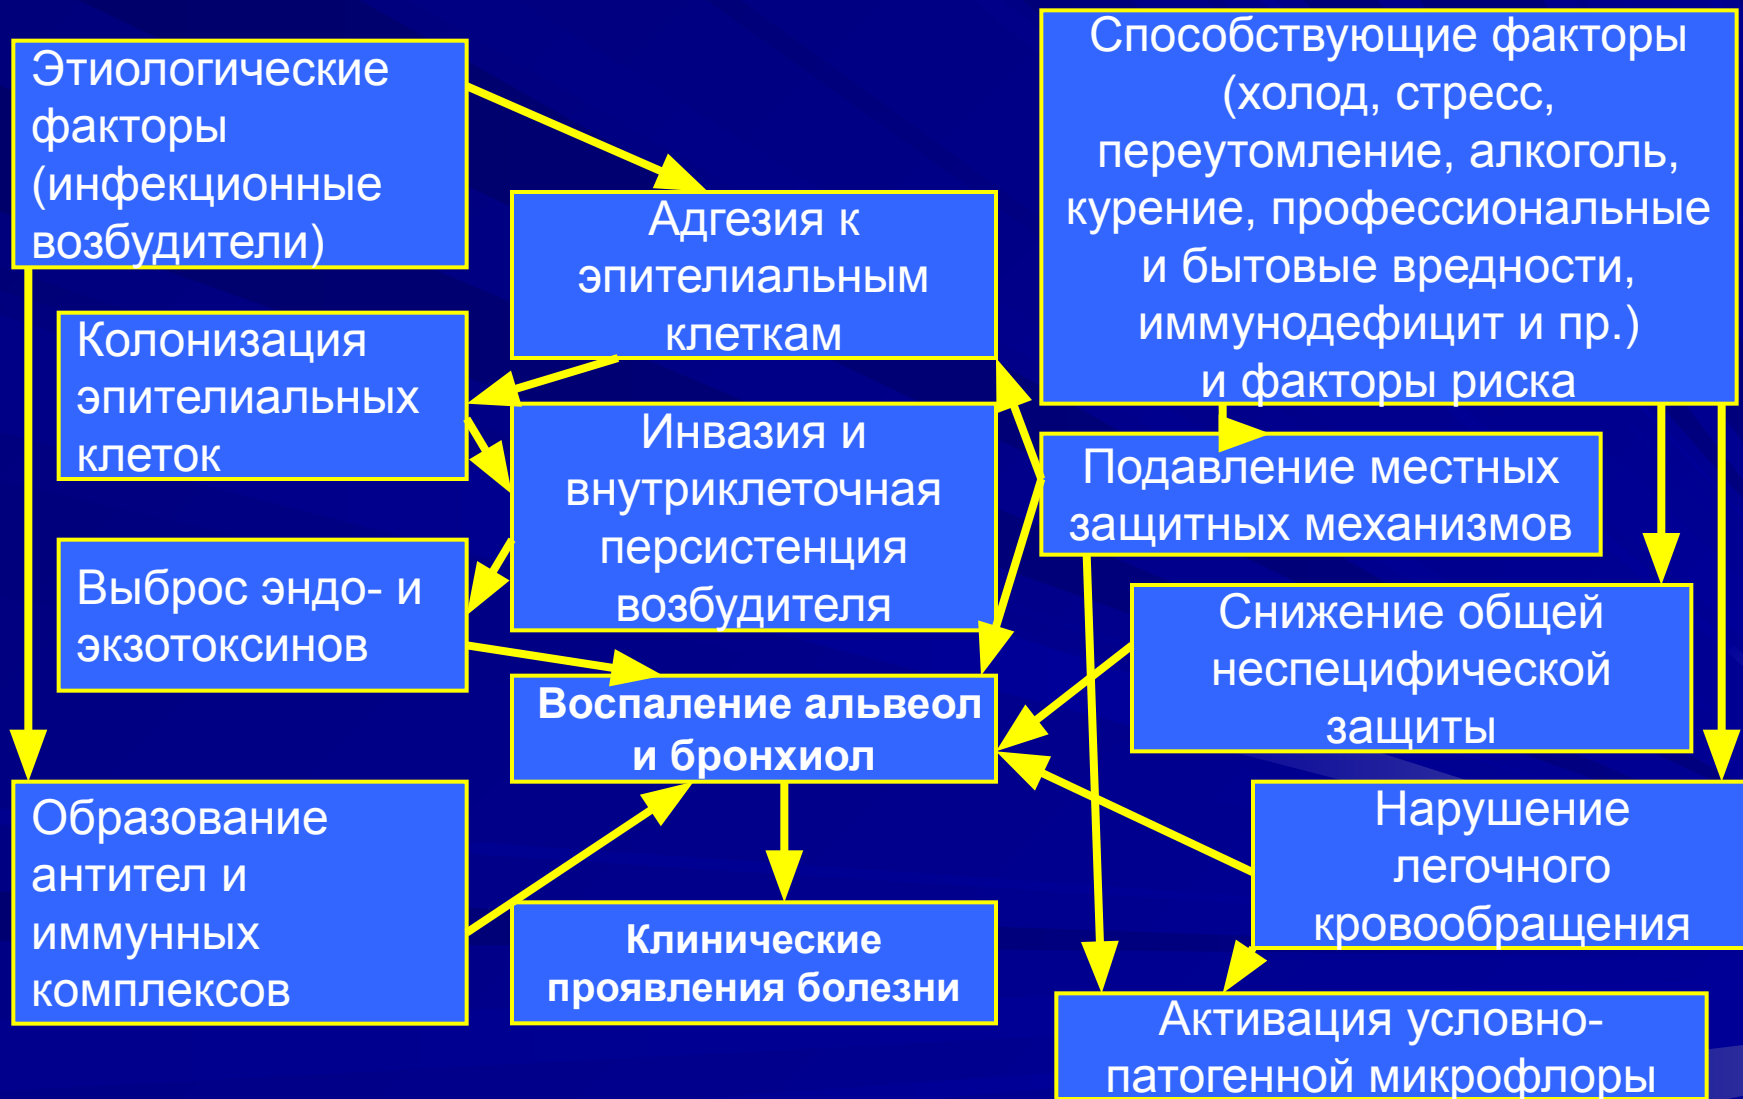 Этиологические
факторы
(инфекционные
возбудители)
Способствующие факторы
(холод, стресс,
переутомление, алкоголь,
курение, профессиональные
и бытовые вредности,
иммунодефицит и пр.)
и факторы риска
Адгезия к
эпителиальным
клеткам
Колонизация
эпителиальных
клеток
Инвазия и
внутриклеточная
персистенция
возбудителя
Подавление местных
защитных механизмов
Выброс эндо- и
экзотоксинов
Снижение общей
неспецифической
защиты
Воспаление альвеол
и бронхиол
Образование
антител и
иммунных
комплексов
Нарушение
легочного
кровообращения
Клинические
проявления болезни
Активация условно-
патогенной микрофлоры